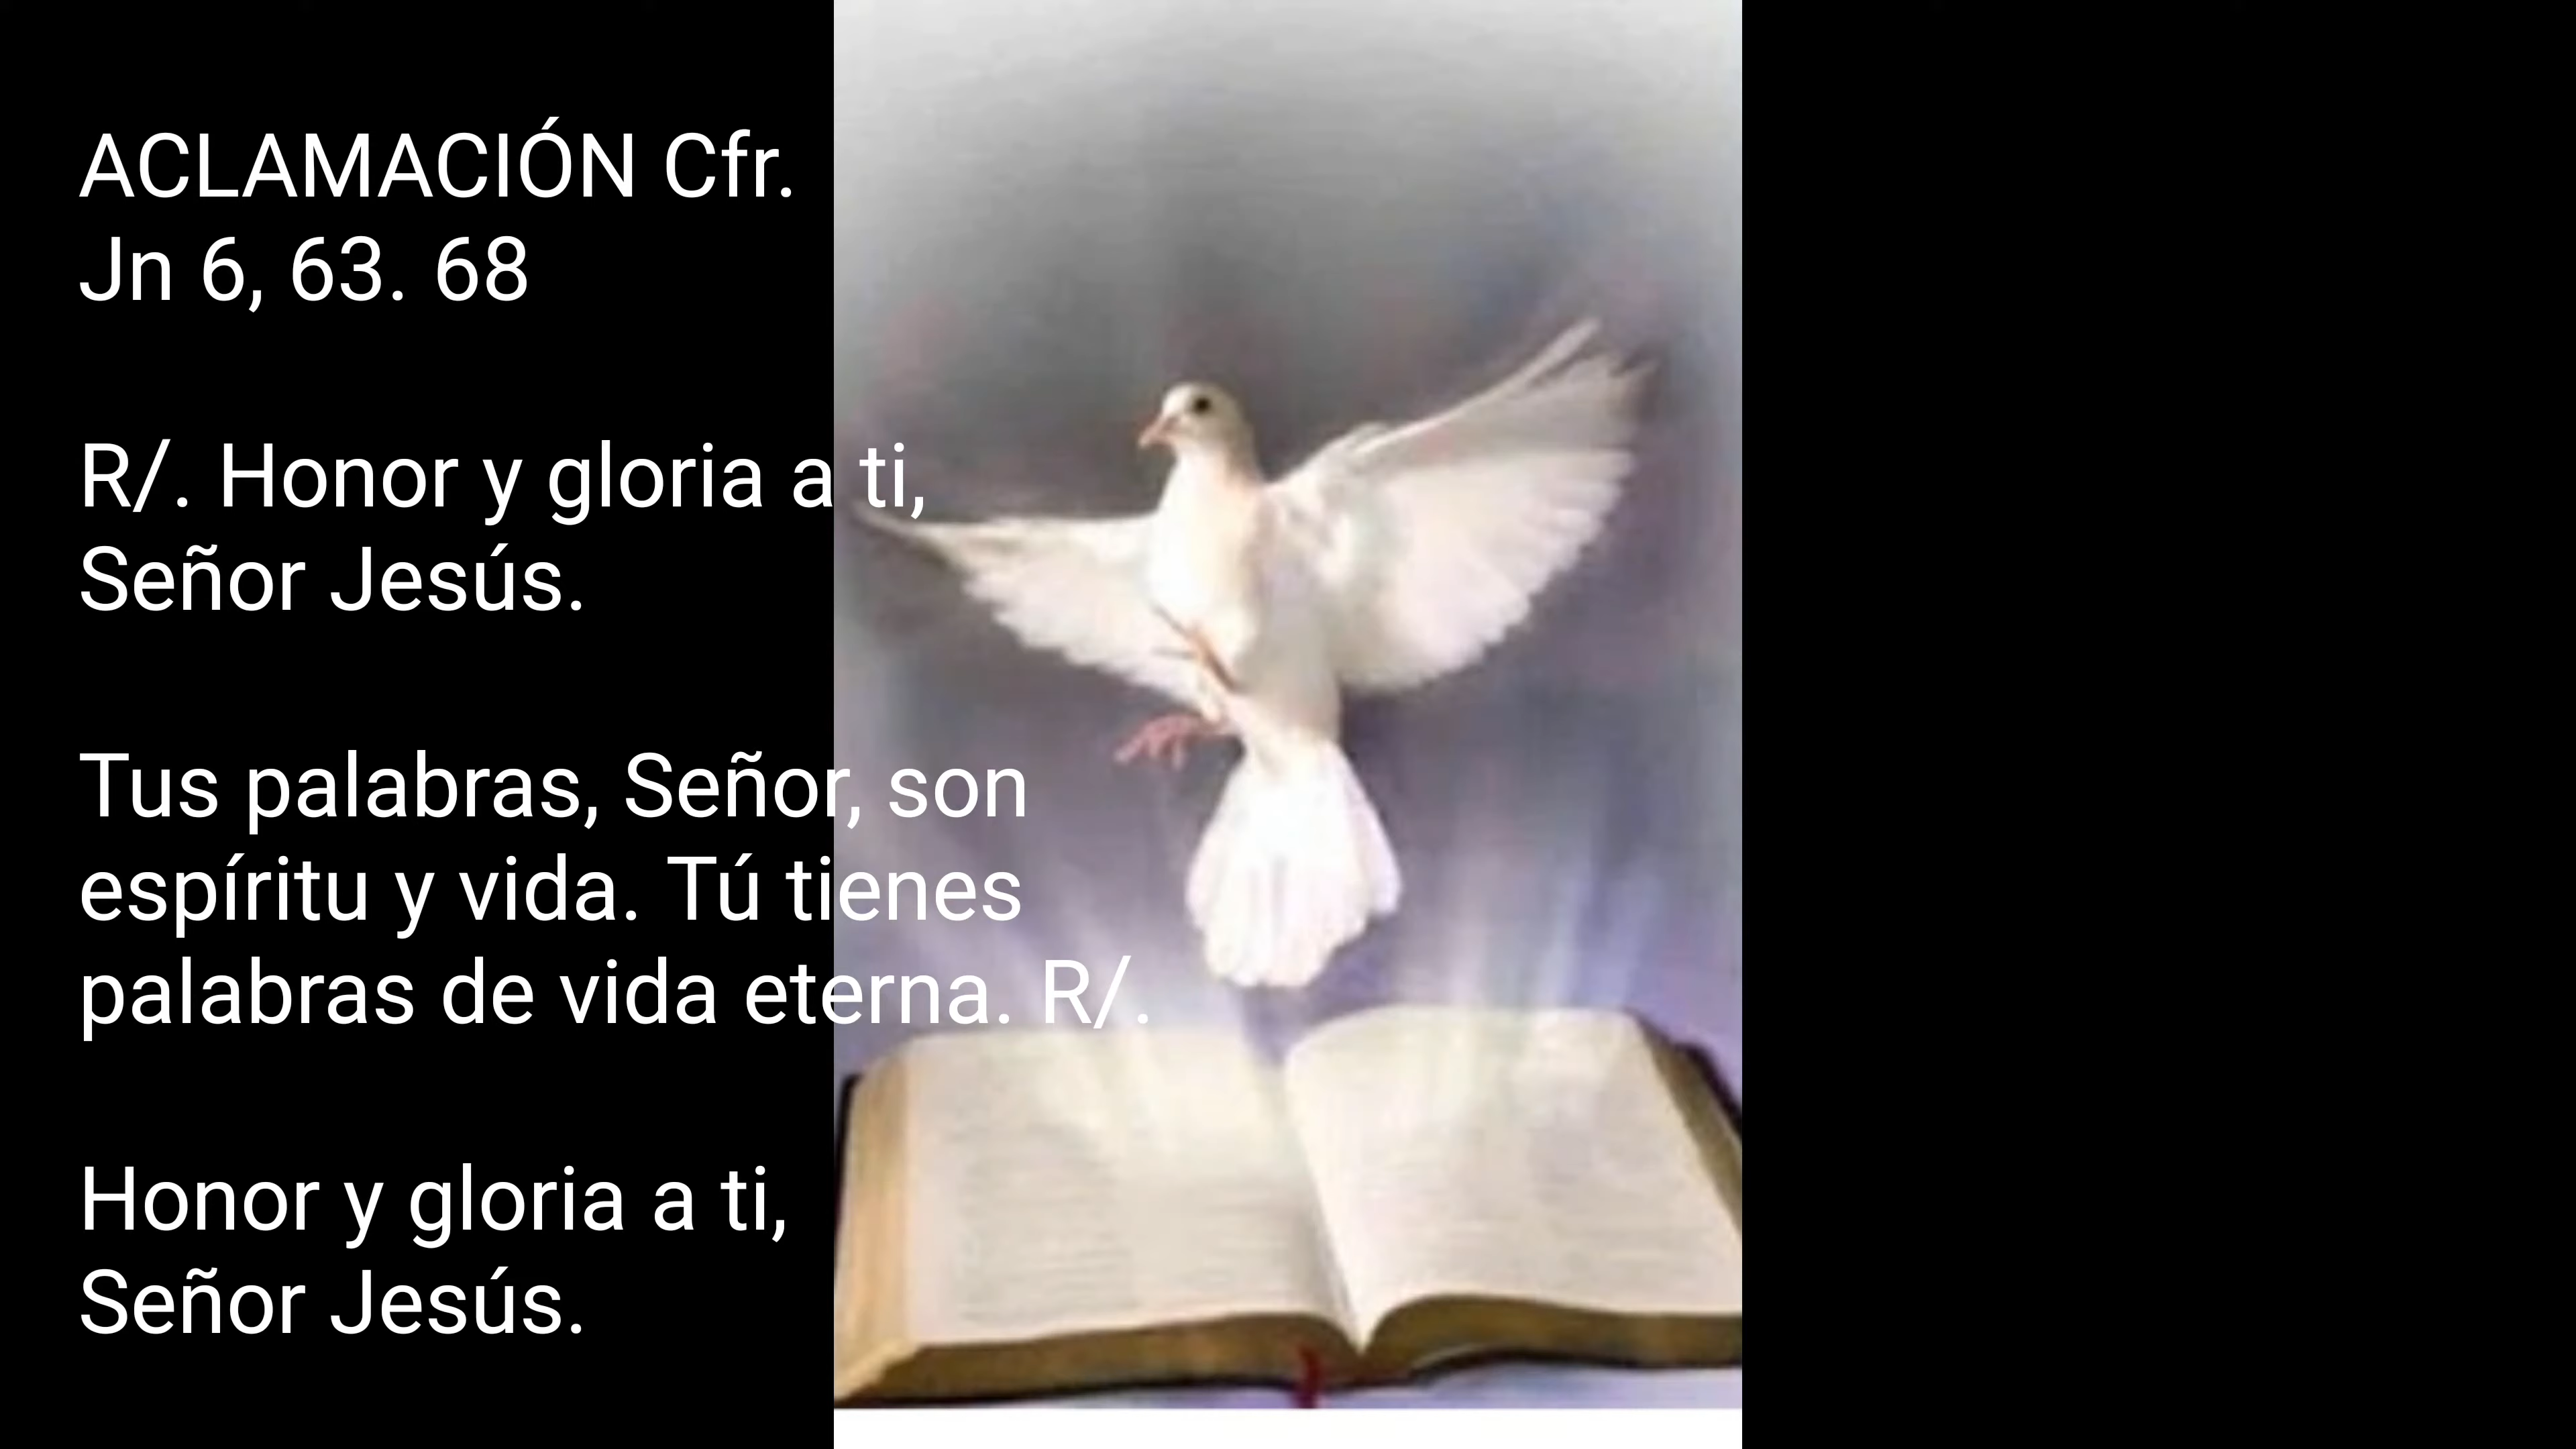 ACLAMACIÓN Cfr.
Jn 6, 63. 68
R/. Honor y gloria a ti,
Señor Jesús.
Tus palabras, Señor, son
espíritu y vida. Tú tienes
palabras de vida eterna. R/.
Honor y gloria a ti,
Señor Jesús.